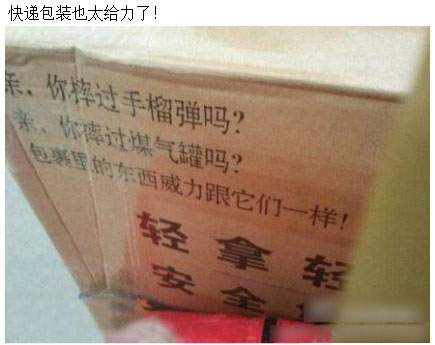 快递包装也太给力了!
亲，你摔过手榴弹吗?
亲，你摔过煤气罐吗?
包裹里的东西威力跟它们一样!
轻拿轻
安全